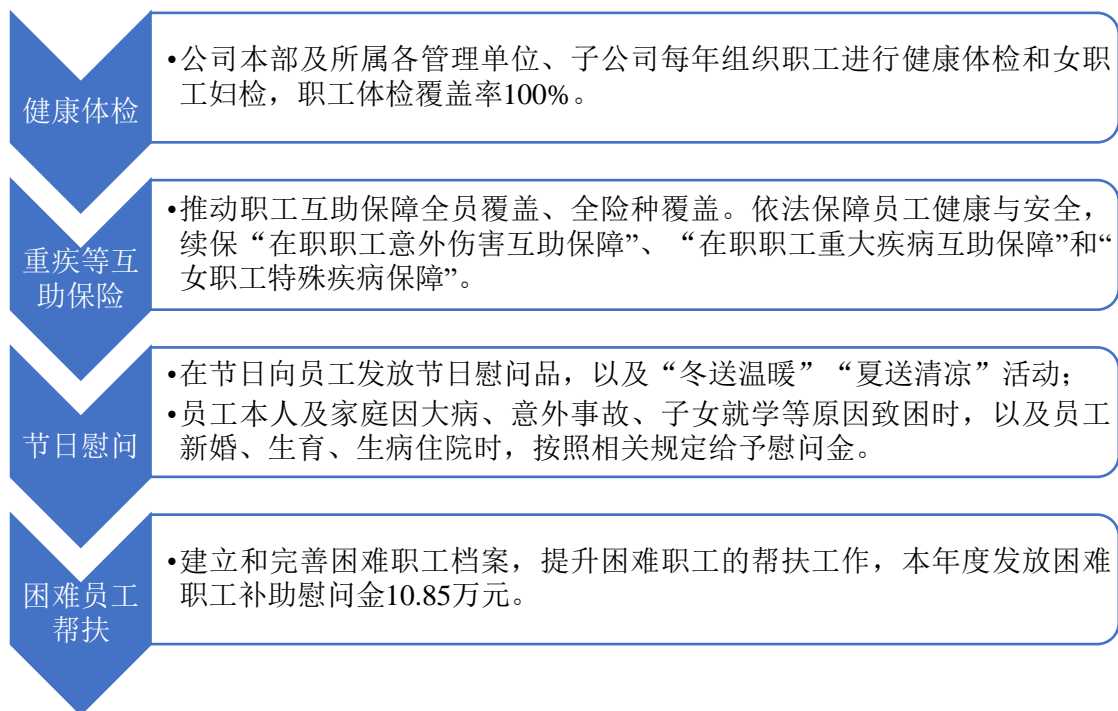 健康体检
•公司本部及所属各管理单位、子公司每年组织职工进行健康体检和女职
工妇检，职工体检覆盖率100%。
重疾等互
助保险
•推动职工互助保障全员覆盖、全险种覆盖。依法保障员工健康与安全，
续保“在职职工意外伤害互助保障”、“在职职工重大疾病互助保障”和“
女职工特殊疾病保障”。
节日慰问
•在节日向员工发放节日慰问品，以及“冬送温暖”“夏送清凉”活动；
•员工本人及家庭因大病、意外事故、子女就学等原因致困时，以及员工
新婚、生育、生病住院时，按照相关规定给予慰问金。
困难员工
帮扶
•建立和完善困难职工档案，提升困难职工的帮扶工作，本年度发放困难
职工补助慰问金10.85万元。